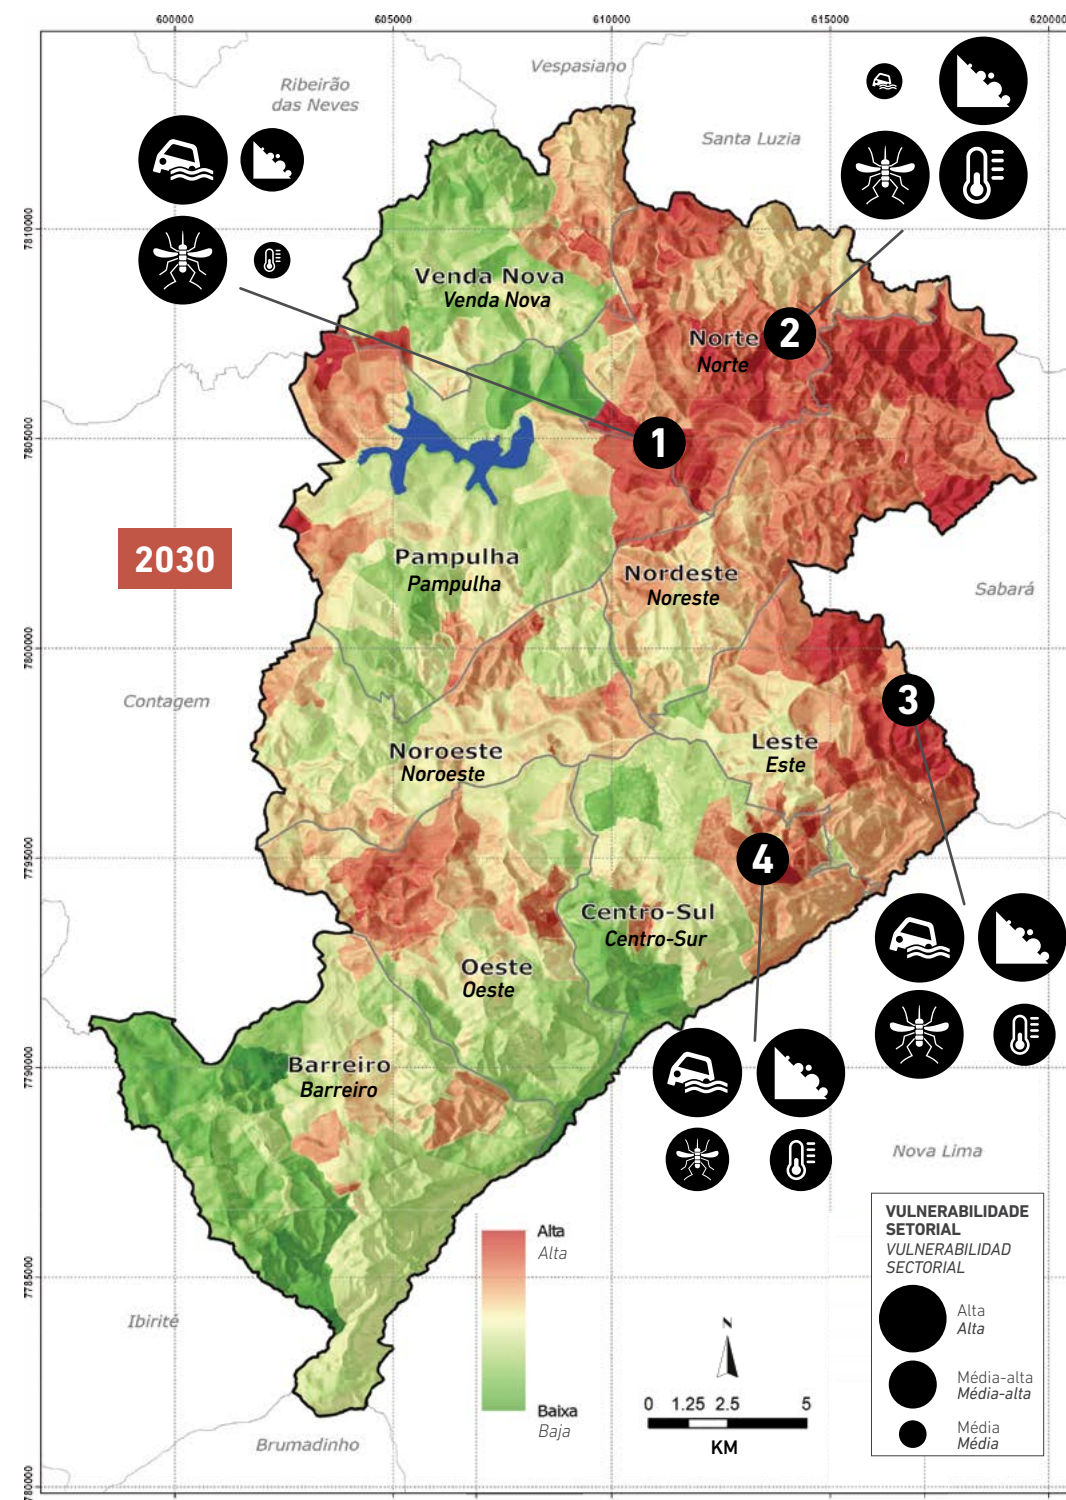 600000
605000
610000
615000
620000
Vespasiano
Ribeirão
das Neves
Santa Luzia
7810000
Venda Nova
Venda Nova
2
Norte
Norte
7805000
1
2030
Pampulha
Pampulha
Nordeste
Noreste
Sabará
7800000
Contagem
3
Leste
Este
Noroeste
Noroeste
7795000
4
Centro-Sul
Centro-Sur
Oeste
Oeste
7790000
Barreiro
Barreiro
Nova Lima
VULNERABILIDADE
SETORIAL
VULNERABILIDAD
SECTORIAL
Alta
Alta
Média-alta
Média-alta
Média
Média
Alta
Alta
Baixa
Baja
7785000
Ibirité
N
0 1.25 2.5 5
KM
Brumadinho
7780000